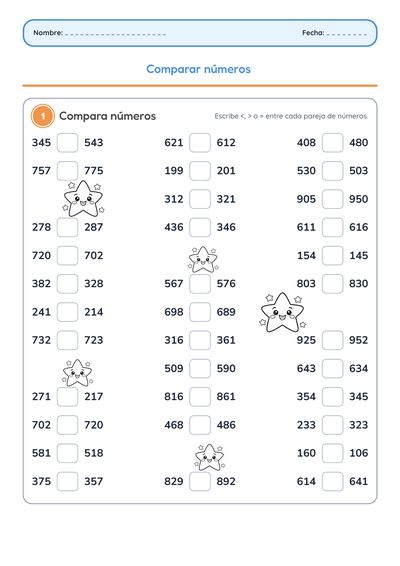 Nombre: Fecha:
Comparar números
1 Compara números Escribe <, > o = entre cada pareja de números.
345 543 621 612 408 480
757 775 199 201 530 503
312 321 905 950
278 287 436 346 611 616
720 702 154 145
382 328 567 576 803 830
241 214 698 689
732 723 316 361 925 952
509 590 643 634
271 217 816 861 354 345
702 720 468 486 233 323
581 518 160 106
375 357 829 892 614 641